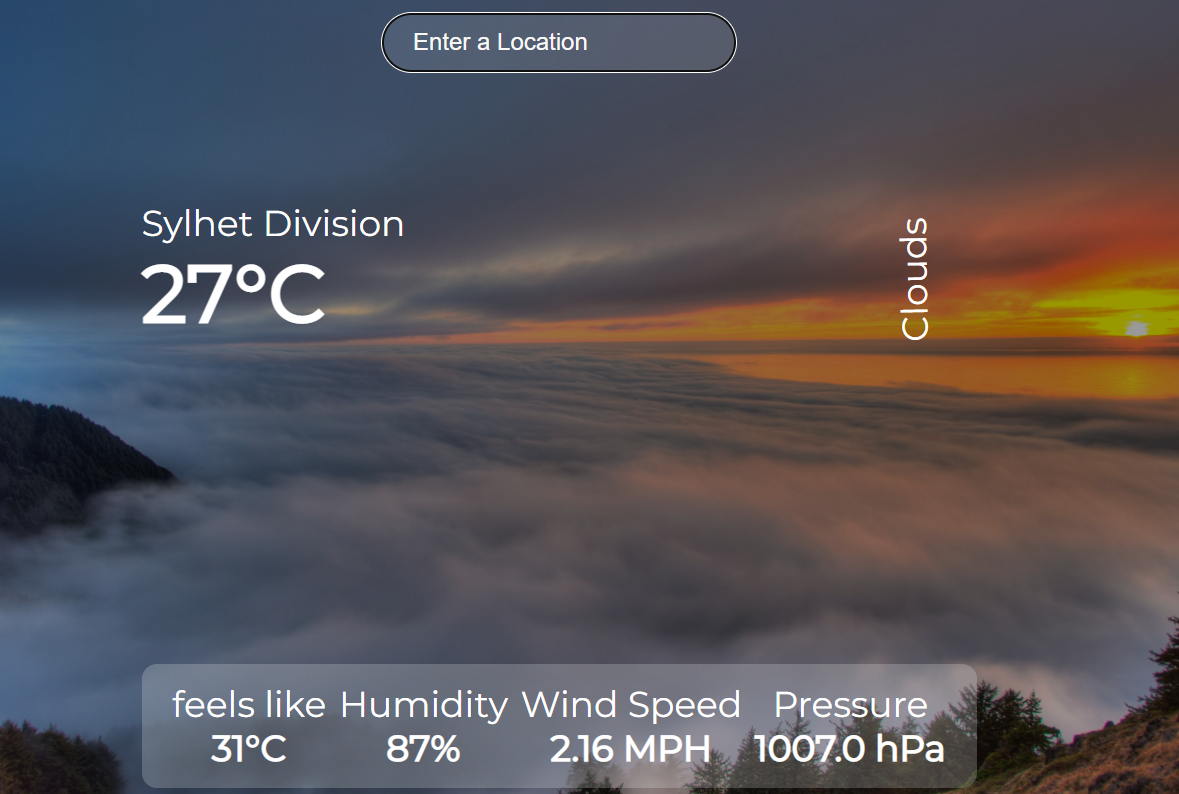 Enter a Location
Sylhet Division
27°C
Clouds
feels like Humidity Wind Speed Pressure
31°C 87% 2.16 MPH 1007.0 hPa